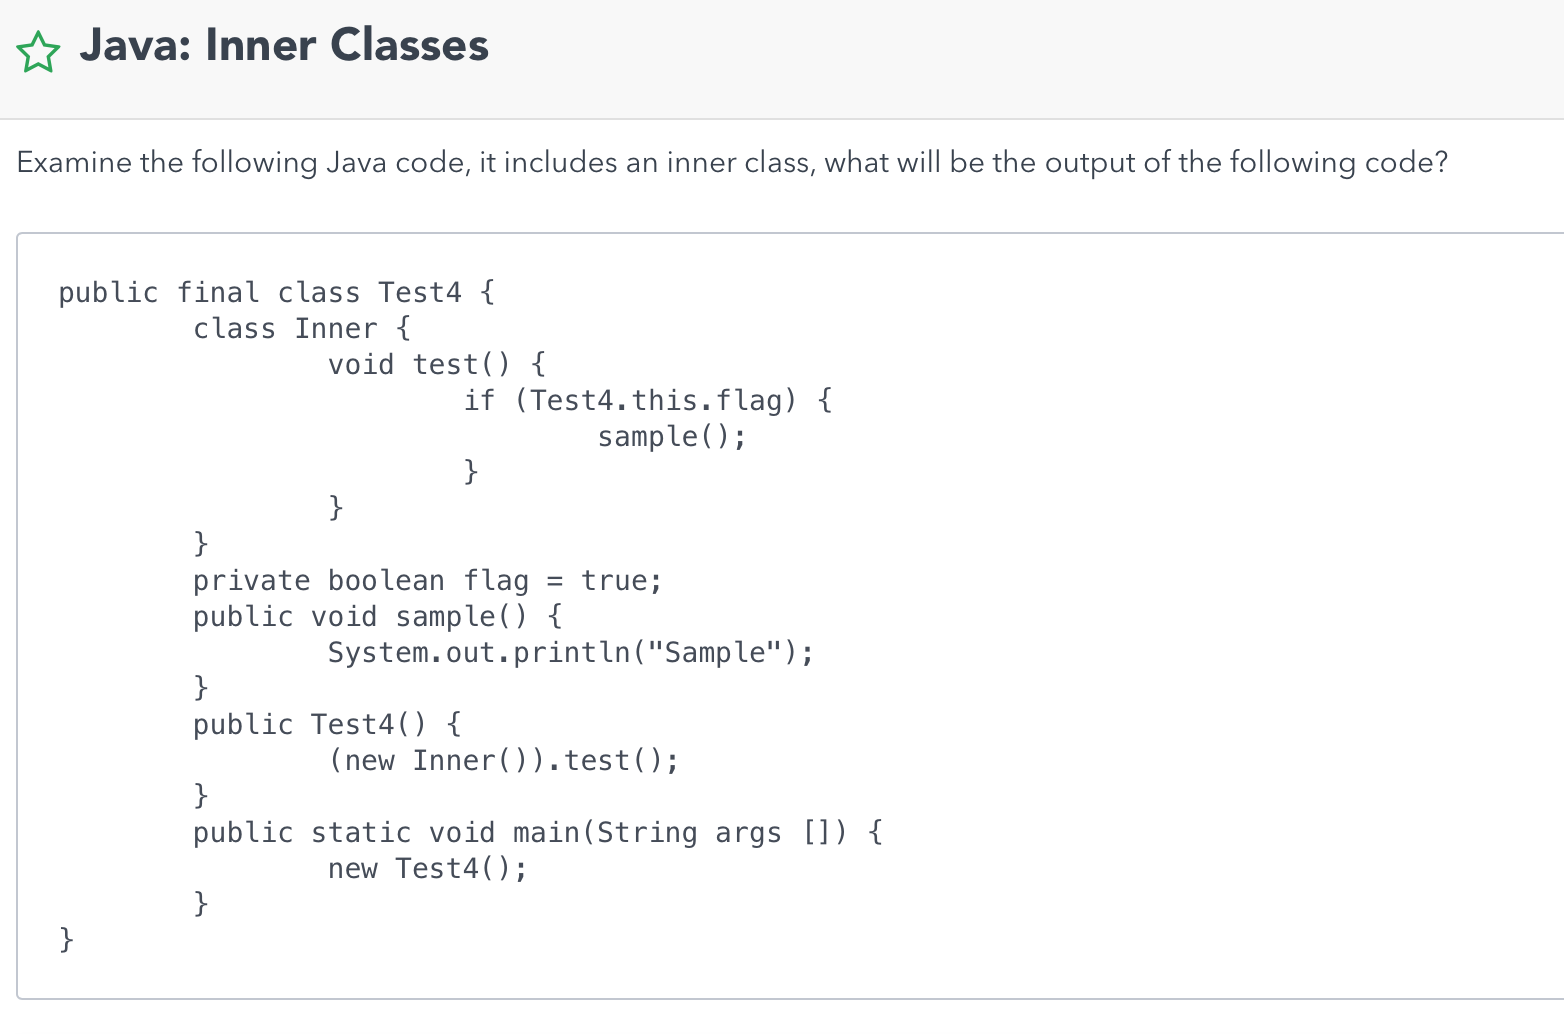 Java: Inner Classes
Examine the following Java code, it includes an inner class, what will be the output of the following code?
public final class Test4 {
        class Inner {
                void test() {
                        if (Test4.this.flag) {
                                sample();
                        }
                }
        }
        private boolean flag = true;
        public void sample() {
                System.out.println("Sample");
        }
        public Test4() {
                (new Inner()).test();
        }
        public static void main(String args []) {
                new Test4();
        }
}